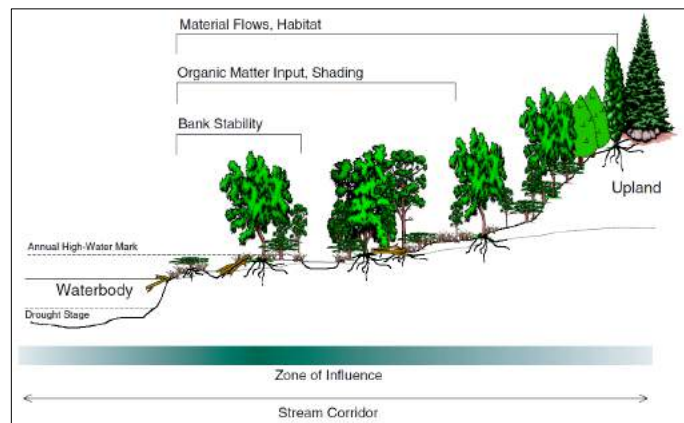 Material Flows, Habitat
Organic Matter Input, Shading
Bank Stability
Upland
Annual High-Water Mark
Waterbody
Drought Stage
Zone of Influence
Stream Corridor